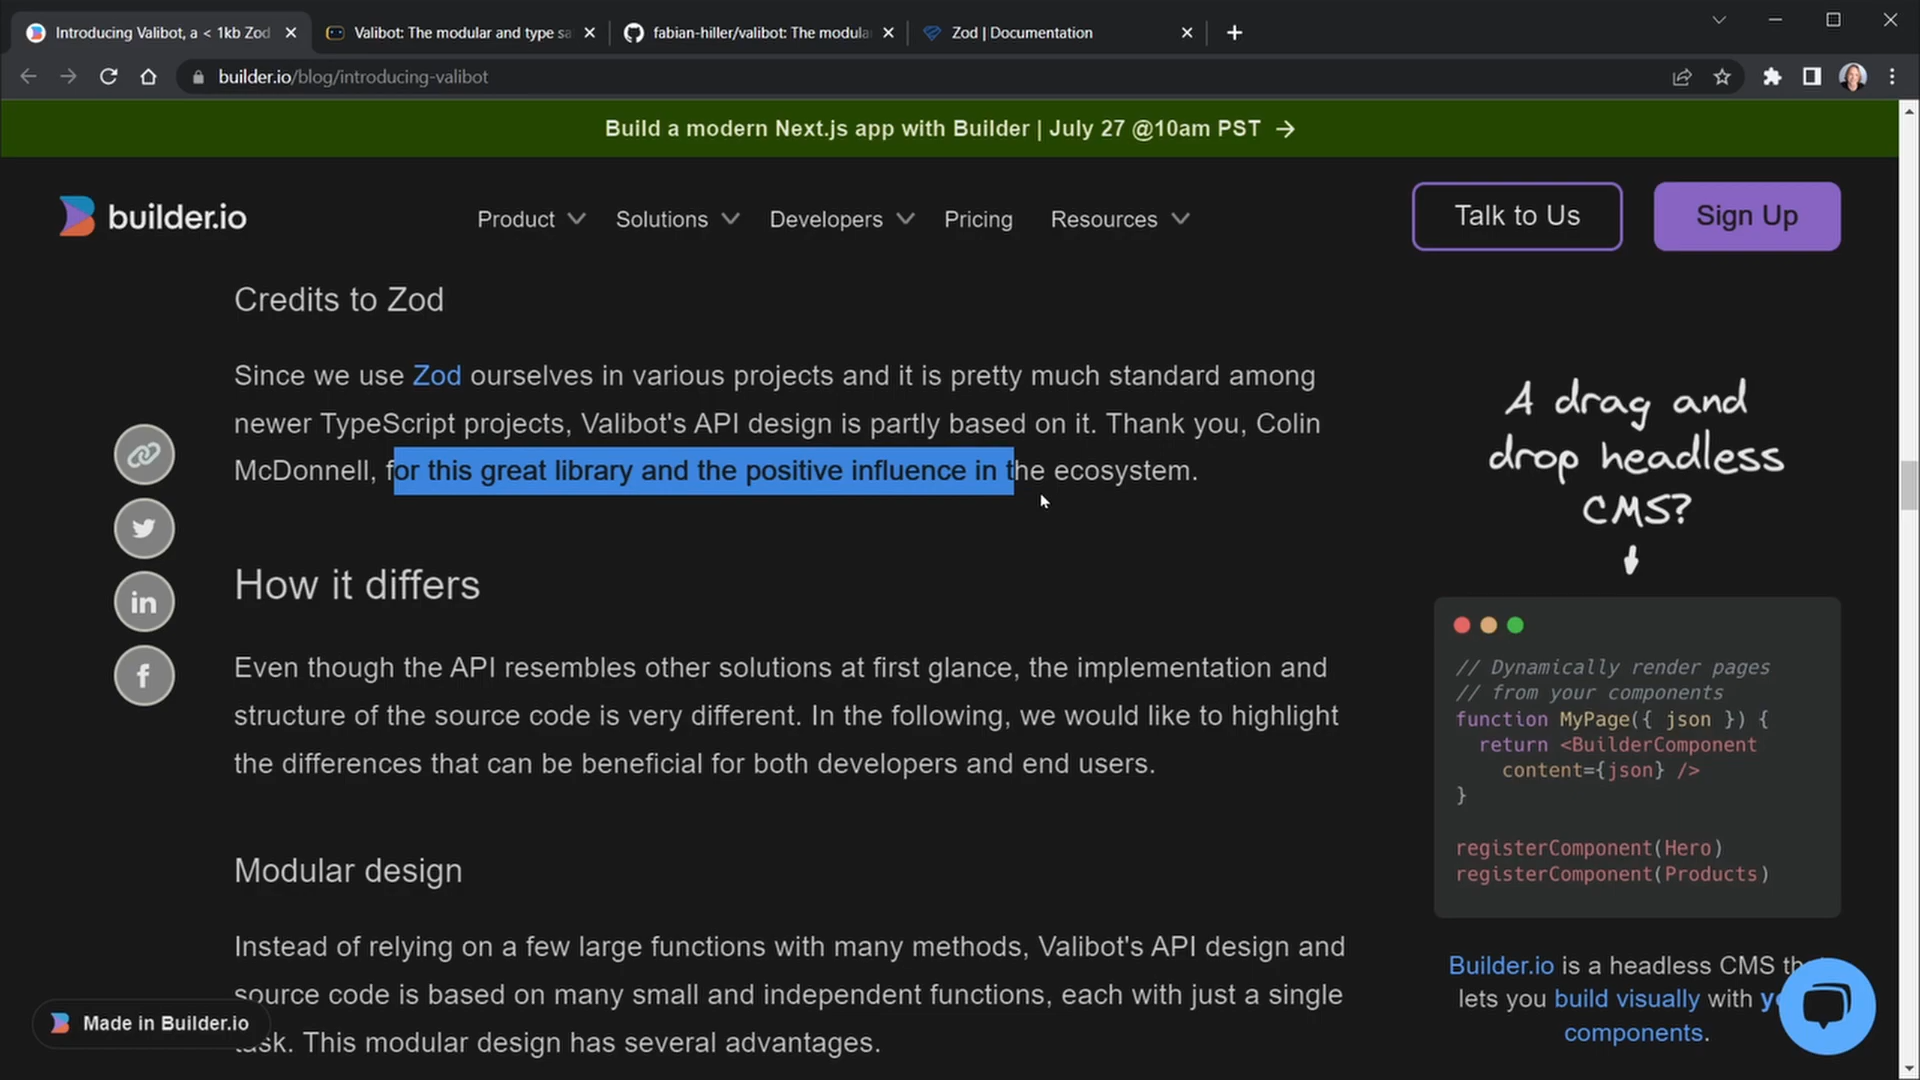 Introducing Valibot, a < 1kb Zod
Valibot: The modular and type sa
fabian-hiller/valibot: The modula
Zod | Documentation
builder.io/blog/introducing-valibot
Build a modern Next.js app with Builder | July 27 @10am PST →
builder.io
Product
Solutions
Developers
Pricing
Resources
Talk to Us
Sign Up
Credits to Zod
Since we use Zod ourselves in various projects and it is pretty much standard among
newer TypeScript projects, Valibot's API design is partly based on it. Thank you, Colin
McDonnell, for this great library and the positive influence in the ecosystem.
How it differs
Even though the API resembles other solutions at first glance, the implementation and
structure of the source code is very different. In the following, we would like to highlight
the differences that can be beneficial for both developers and end users.
Modular design
Instead of relying on a few large functions with many methods, Valibot's API design and
source code is based on many small and independent functions, each with just a single
task. This modular design has several advantages.
Made in Builder.io
A drag and
drop headless
CMS?
// Dynamically render pages
// from your components
function MyPage({ json }) {
return <BuilderComponent
content={json} />
}
registerComponent(Hero)
registerComponent(Products)
Builder.io is a headless CMS
lets you build visually with
components.